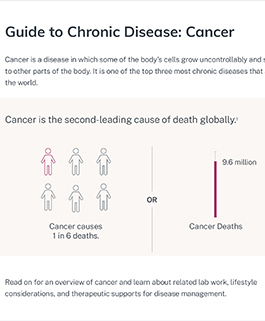 Guide to Chronic Disease: Cancer
Cancer is a disease in which some of the body's cells grow uncontrollably and s
to other parts of the body. It is one of the top three most chronic diseases that
the world.
Cancer is the second-leading cause of death globally.¹
9.6 million
OR
Cancer causes
1 in 6 deaths.
Cancer Deaths
Read on for an overview of cancer and learn about related lab work, lifestyle
considerations, and therapeutic supports for disease management.